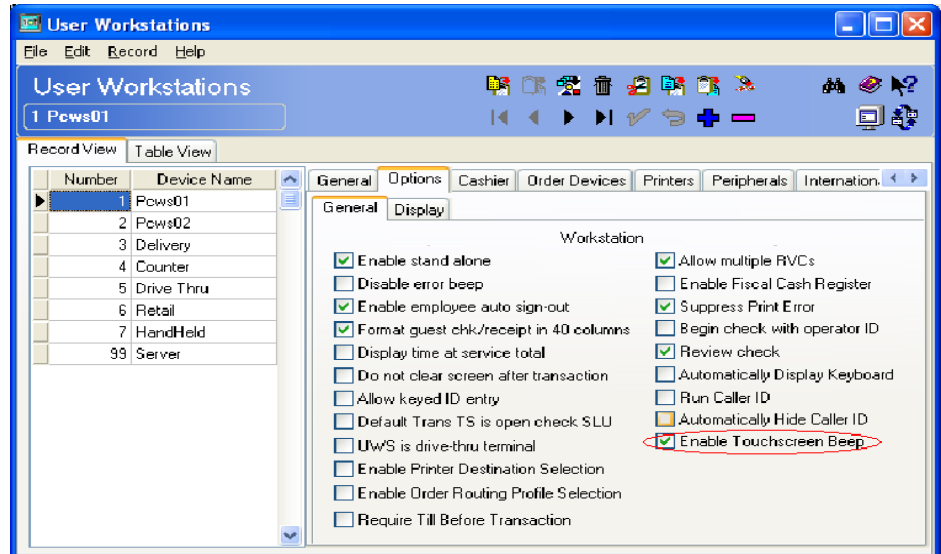 User Workstations
File Edit Record Help
User Workstations
1 Pcws01
Record View Table View
Number Device Name
1 Pcws01
2 Pcws02
3 Delivery
4 Counter
5 Drive Thru
6 Retail
7 HandHeld
99 Server
General Options Cashier Order Devices Printers Peripherals Internation
General Display
Workstation
Enable stand alone
Disable error beep
Enable employee auto sign-out
Format guest chk/receipt in 40 columns
Display time at service total
Do not clear screen after transaction
Allow keyed ID entry
Default Trans TS is open check SLU
UWS is drive-thru terminal
Enable Printer Destination Selection
Enable Order Routing Profile Selection
Require Till Before Transaction
Allow multiple RVCs
Enable Fiscal Cash Register
Suppress Print Error
Begin check with operator ID
Review check
Automatically Display Keyboard
Run Caller ID
Automatically Hide Caller ID
Enable Touchscreen Beep